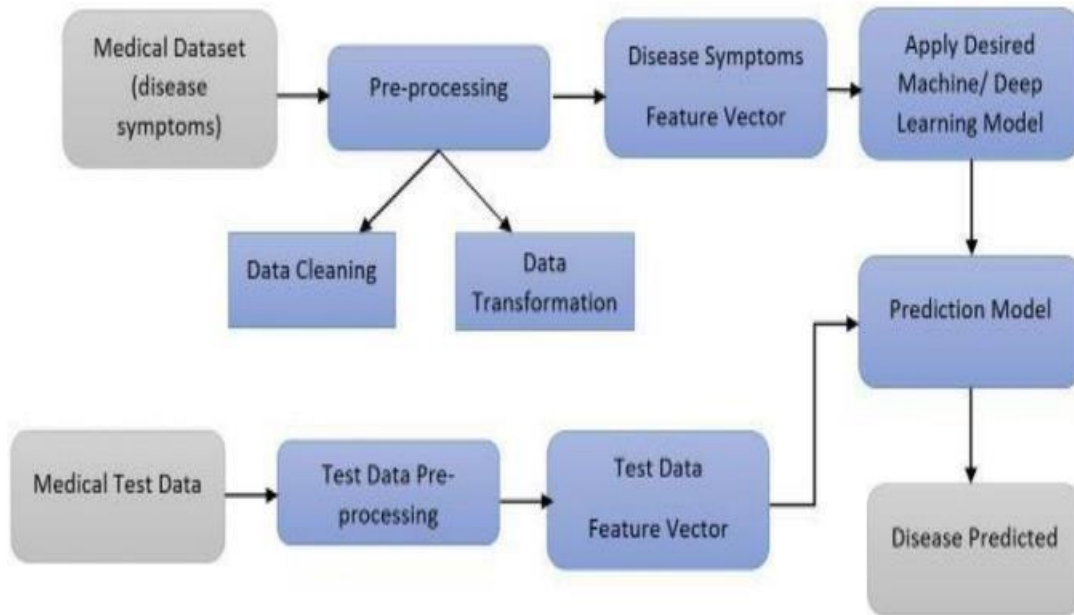 Medical Dataset
(disease
symptoms)
Pre-processing
Disease Symptoms
Feature Vector
Apply Desired
Machine/ Deep
Learning Model
Data Cleaning
Data
Transformation
Prediction Model
Medical Test Data
Test Data Pre-
processing
Test Data
Feature Vector
Disease Predicted